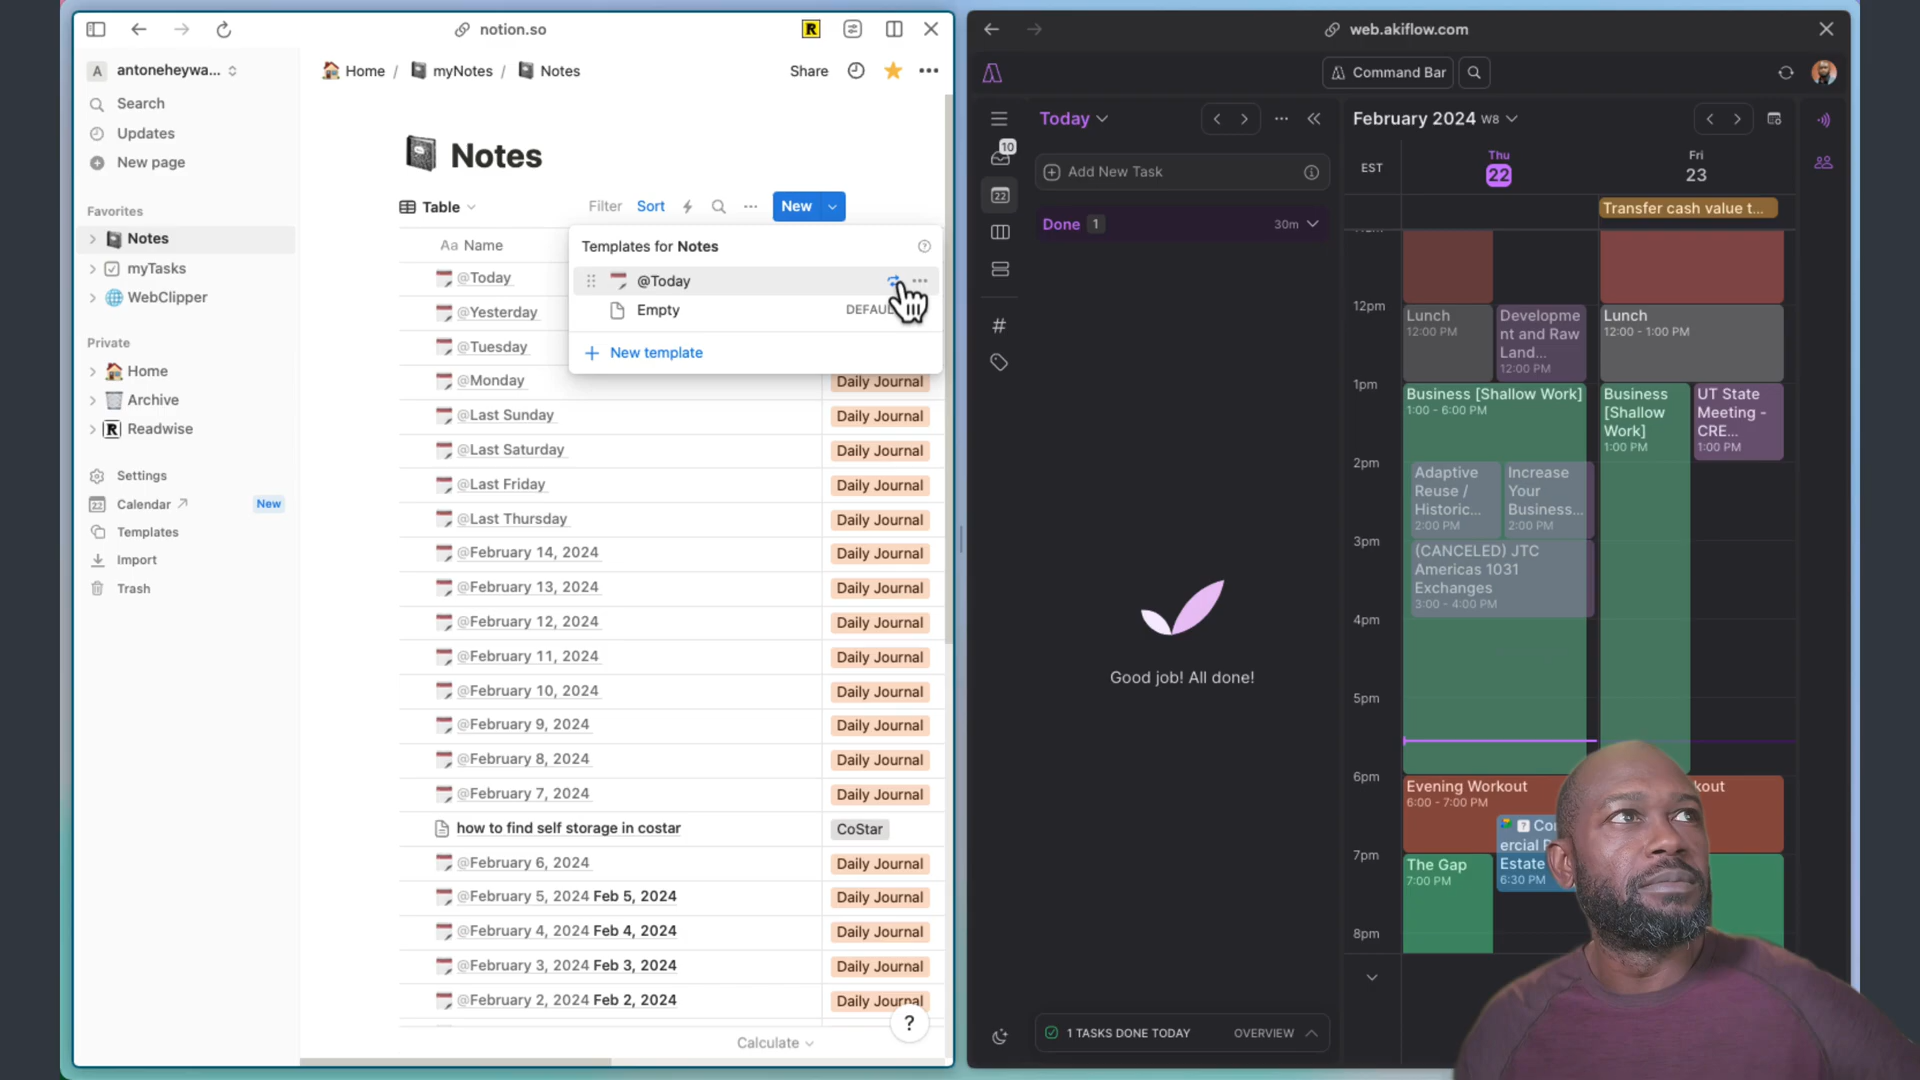 notion.so
R
A
antoneheywa...
Search
Updates
New page
Favorites
Notes
myTasks
WebClipper
Private
Home
Archive
R Readwise
Settings
22 Calendar ↗ New
Templates
Import
Trash
Home / myNotes / Notes
Share
Notes
Table
Filter Sort
New
Aa Name
Templates for Notes
@Today
Empty
+ New template
@Today
@Yesterday
@Tuesday
@Monday Daily Journal
@Last Sunday Daily Journal
@Last Saturday Daily Journal
@Last Friday Daily Journal
@Last Thursday Daily Journal
@February 14, 2024 Daily Journal
@February 13, 2024 Daily Journal
@February 12, 2024 Daily Journal
@February 11, 2024 Daily Journal
@February 10, 2024 Daily Journal
@February 9, 2024 Daily Journal
@February 8, 2024 Daily Journal
@February 7, 2024 Daily Journal
how to find self storage in costar CoStar
@February 6, 2024 Daily Journal
@February 5, 2024 Feb 5, 2024 Daily Journal
@February 4, 2024 Feb 4, 2024 Daily Journal
@February 3, 2024 Feb 3, 2024 Daily Journal
@February 2, 2024 Feb 2, 2024 Daily Journal
Calculate
?
web.akiflow.com
Command Bar
10
22
Today
Add New Task
Done 1 30m
Good job! All done!
1 TASKS DONE TODAY OVERVIEW
February 2024 W8
EST
Thu
22
Fri
23
Transfer cash value t...
12pm
1pm
2pm
3pm
4pm
5pm
6pm
7pm
8pm
Lunch
12:00 PM
Developme
nt and Raw
Land...
12:00 PM
Lunch
12:00 - 1:00 PM
Business [Shallow Work]
1:00 - 6:00 PM
Business
[Shallow
Work]
1:00 PM
UT State
Meeting -
CRE...
1:00 PM
Adaptive
Reuse /
Historic...
2:00 PM
Increase
Your
Business...
2:00 PM
(CANCELED) JTC
Americas 1031
Exchanges
3:00 - 4:00 PM
Evening Workout
6:00 - 7:00 PM
Estate
6:30 PM
The Gap
7:00 PM